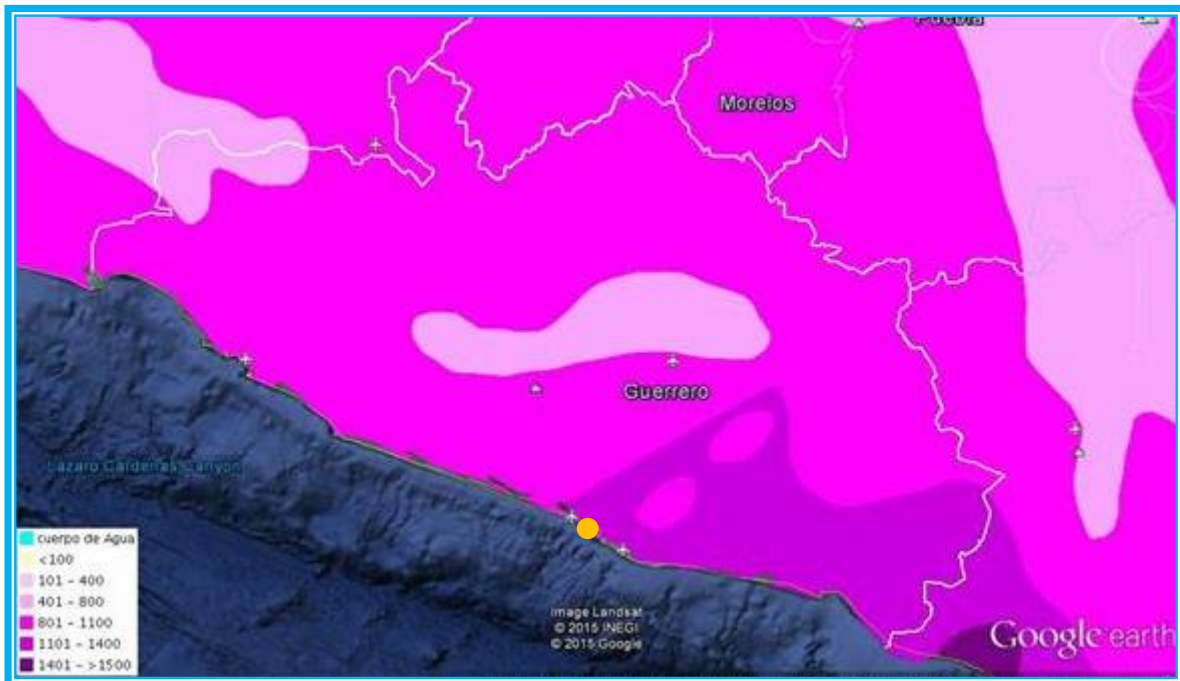 Puebla
Morelos
Guerrero
Lazaro Cardenas Canyon
cuerpo de Agua
<100
101 - 400
401 - 800
801 - 1100
1101 - 1400
1401 - >1500
Image Landsat
© 2015 INEGI
© 2015 Google
Google earth